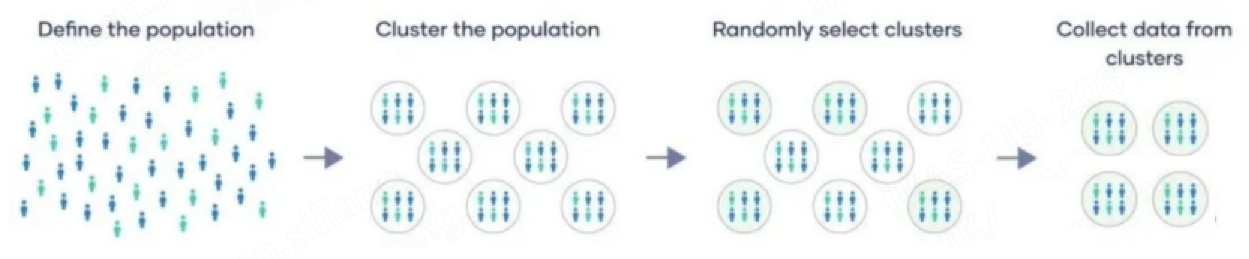 Define the population
Cluster the population
Randomly select clusters
Collect data from
clusters